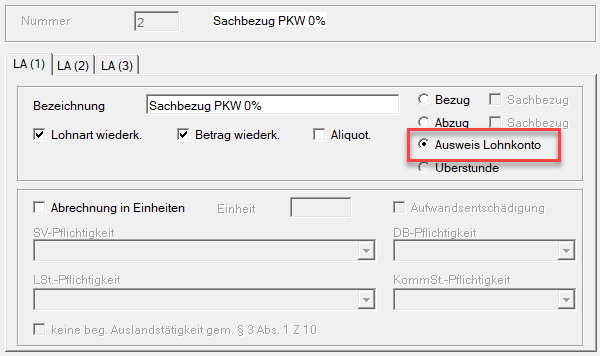 Nummer 2 Sachbezug PKW 0%
LA (1) LA (2) LA (3)
Bezeichnung Sachbezug PKW 0% Bezug Sachbezug
Abzug Sachbezug
Lohnart wiederk. Betrag wiederk. Aliquot. Ausweis Lohnkonto
Überstunde
Abrechnung in Einheiten Einheit Aufwandsentschädigung
SV-Pflichtigkeit DB-Pflichtigkeit
LSt.-Pflichtigkeit KommSt.-Pflichtigkeit
keine beg. Auslandstätigkeit gem. § 3 Abs. 1 Z 10